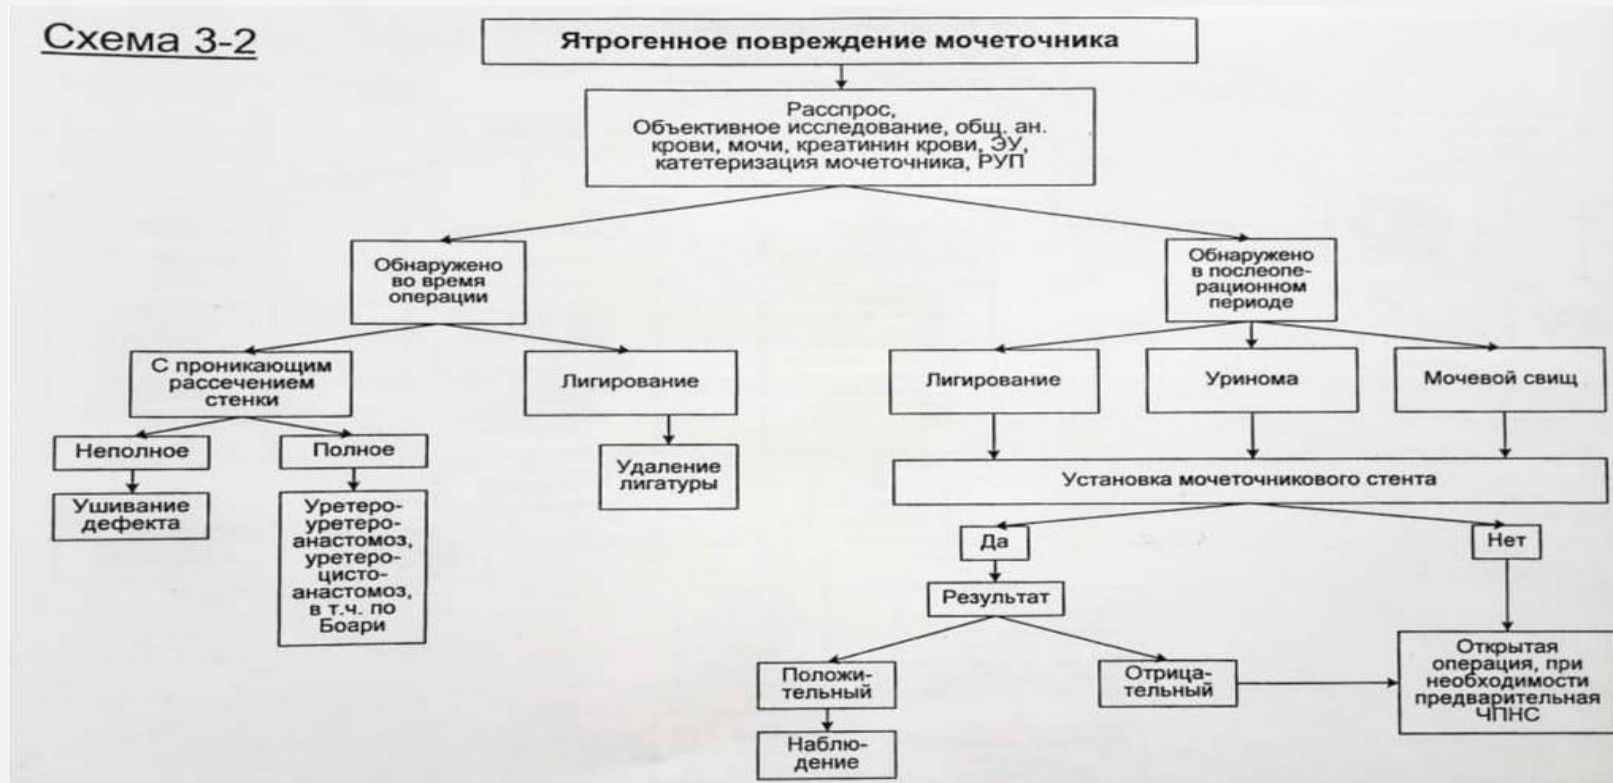 Схема 3-2
Ятрогенное повреждение мочеточника
Расспрос,
Объективное исследование, общ. ан.
крови, мочи, креатинин крови, ЭУ,
катетеризация мочеточника, РУП
Обнаружено
во время
операции
Обнаружено
в послеопе-
рационном
периоде
С проникающим
рассечением
стенки
Лигирование
Лигирование
Уринома
Мочевой свищ
Неполное
Полное
Удаление
лигатуры
Установка мочеточникового стента
Ушивание
дефекта
Уретеро-
уретеро-
анастомоз,
уретеро-
цисто-
анастомоз,
в т.ч. по
Боари
Да
Нет
Результат
Положи-
тельный
Отрица-
тельный
Открытая
операция, при
необходимости
предварительная
ЧПНС
Наблю-
дение